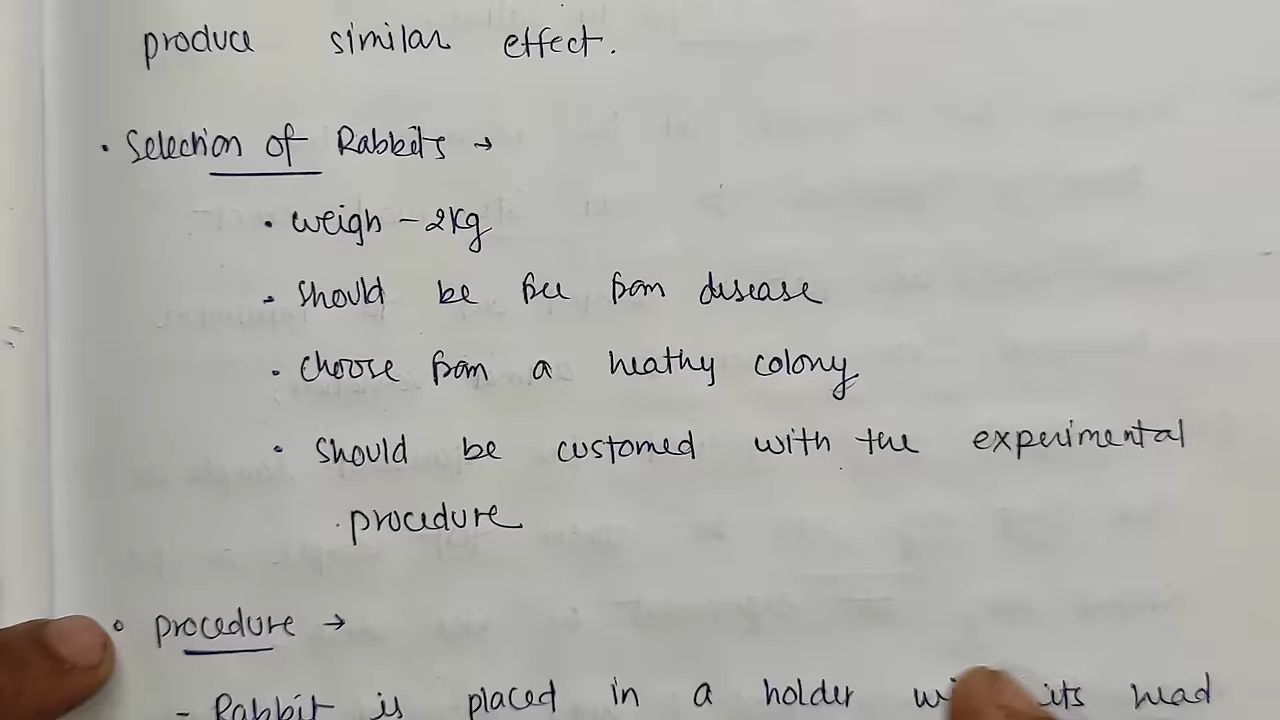 produce similar effect.
• Selection of Rabbits →
• weigh - 2kg
• should be free from disease
• choose from a heathy colony
• should be customed with the experimental
procedure
• procedure →
- Rabbit is placed in a holder its head